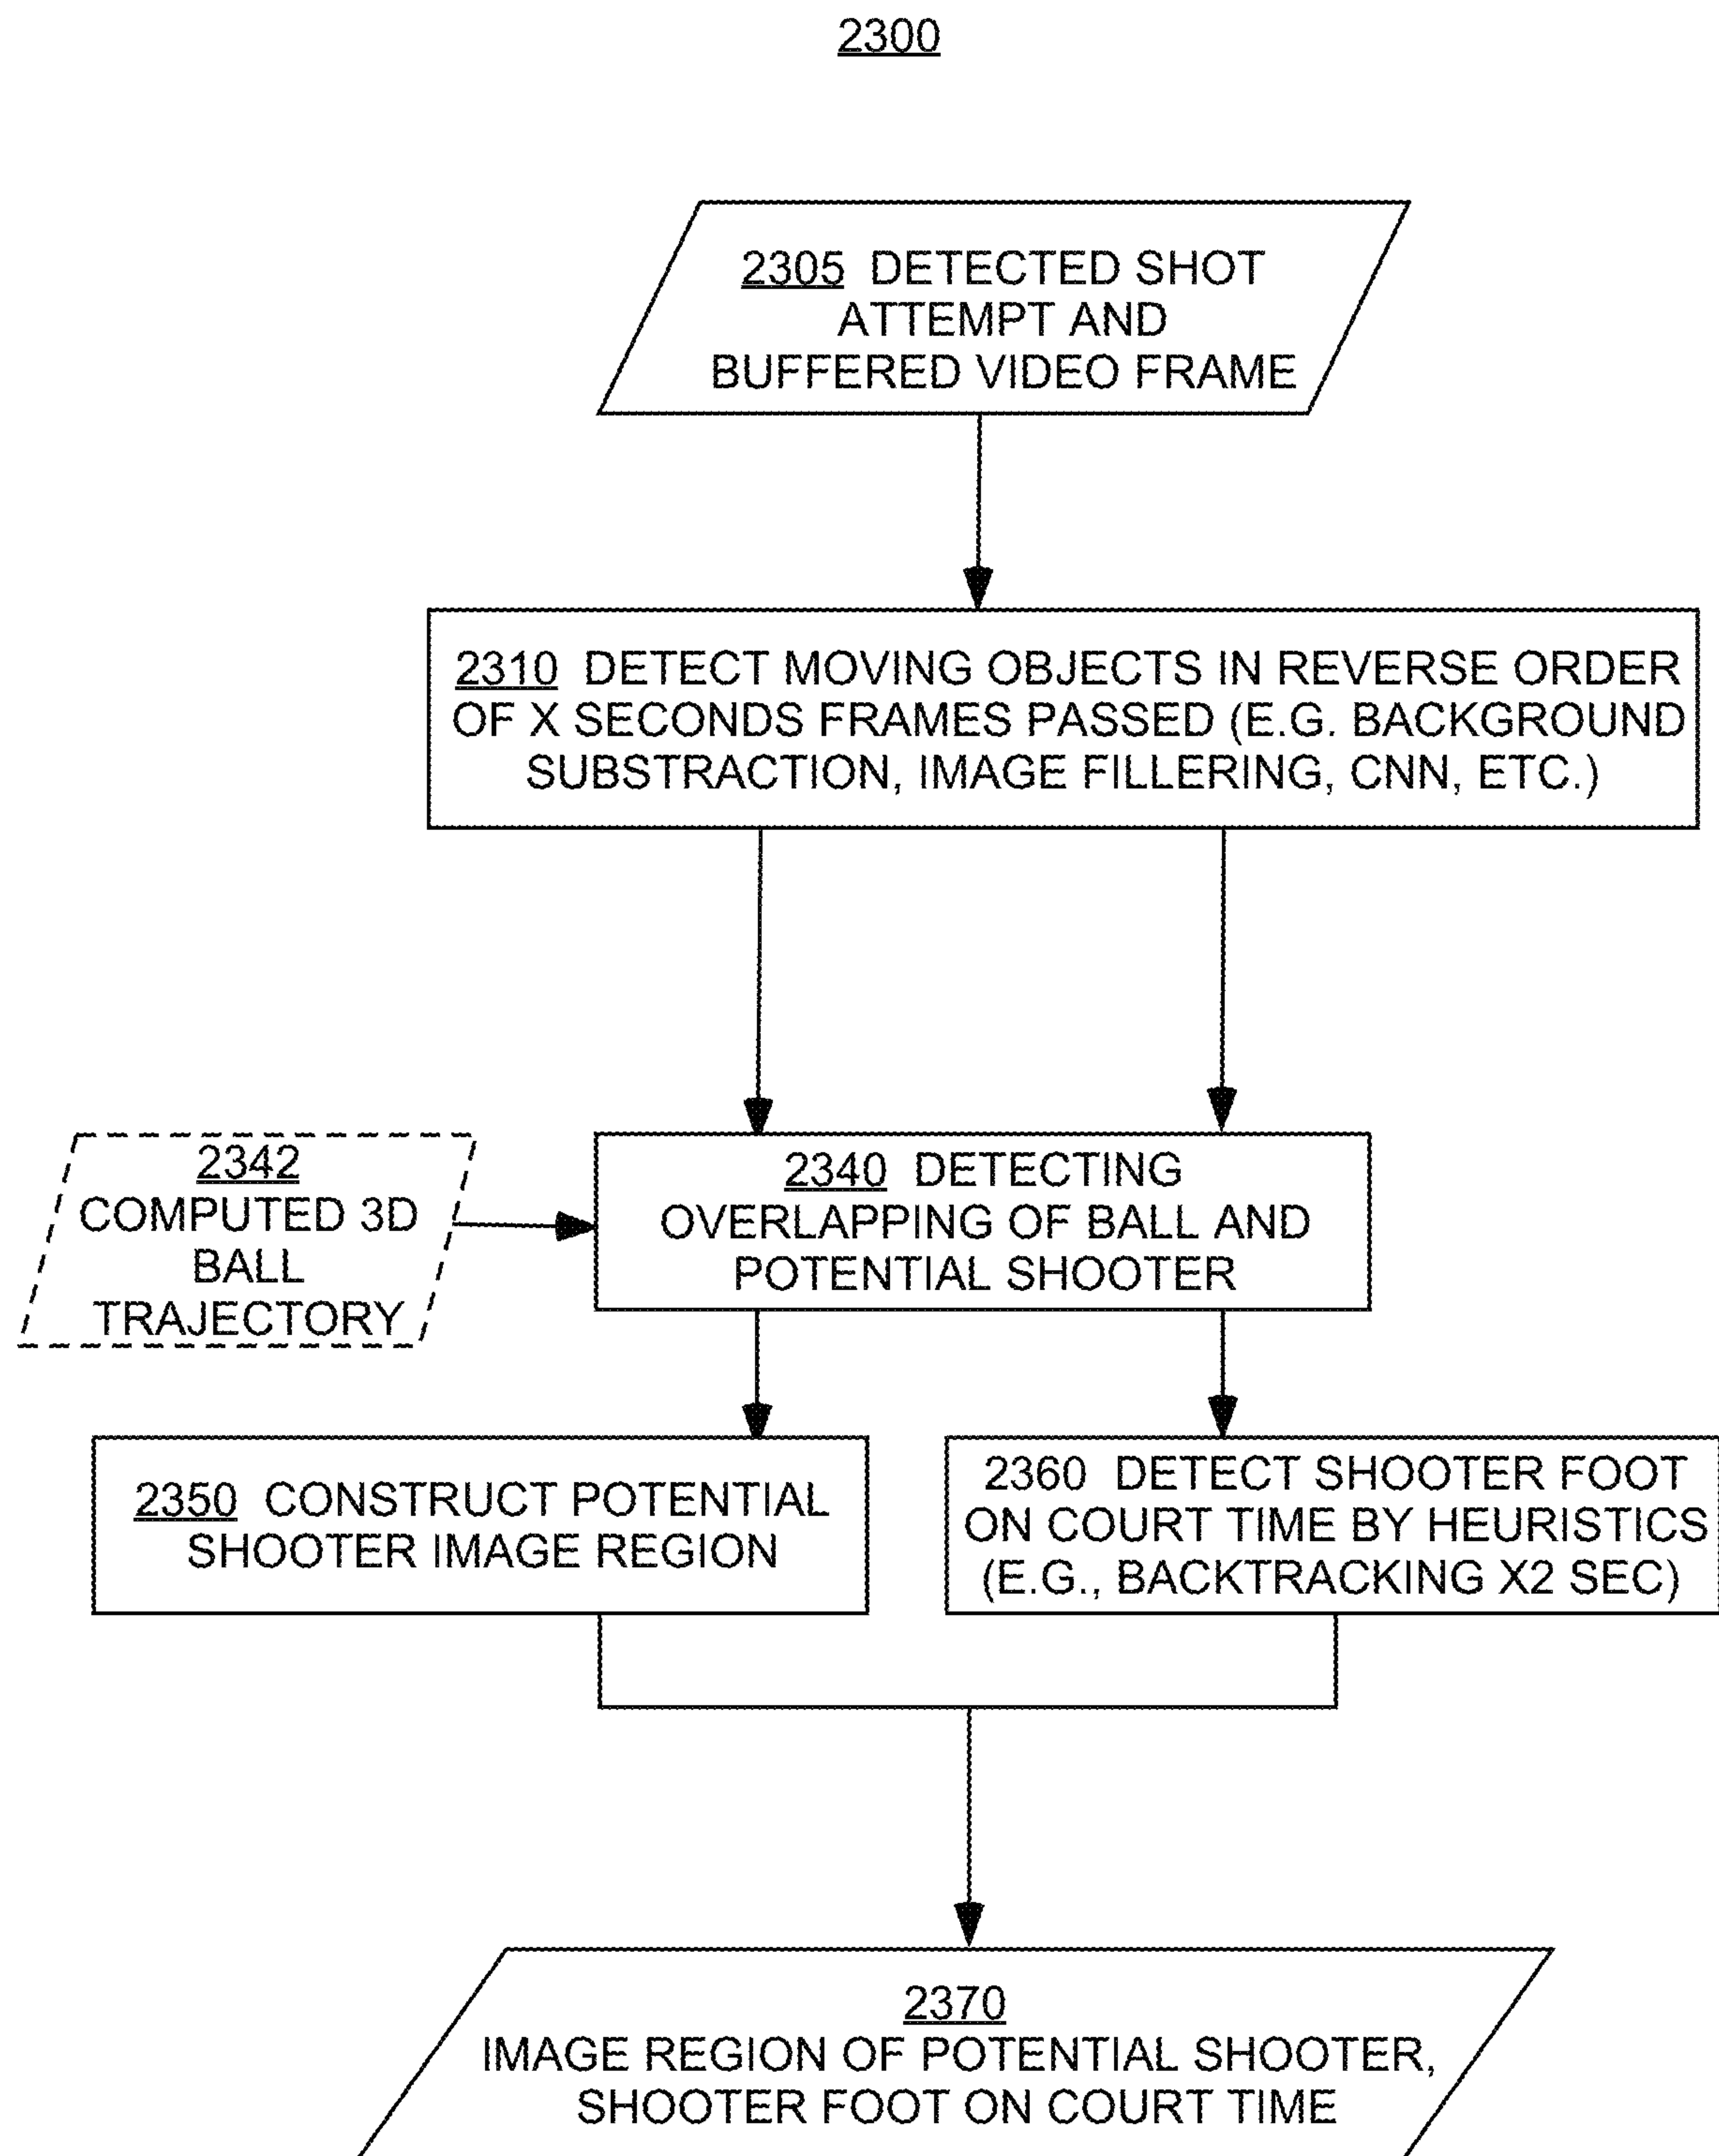 2300
2305 DETECTED SHOT
ATTEMPT AND
BUFFERED VIDEO FRAME
2310 DETECT MOVING OBJECTS IN REVERSE ORDER
OF X SECONDS FRAMES PASSED (E.G. BACKGROUND
SUBSTRACTION, IMAGE FILLERING, CNN, ETC.)
2342
COMPUTED 3D
BALL
TRAJECTORY
2340 DETECTING
OVERLAPPING OF BALL AND
POTENTIAL SHOOTER
2350 CONSTRUCT POTENTIAL
SHOOTER IMAGE REGION
2360 DETECT SHOOTER FOOT
ON COURT TIME BY HEURISTICS
(E.G., BACKTRACKING X2 SEC)
2370
IMAGE REGION OF POTENTIAL SHOOTER,
SHOOTER FOOT ON COURT TIME